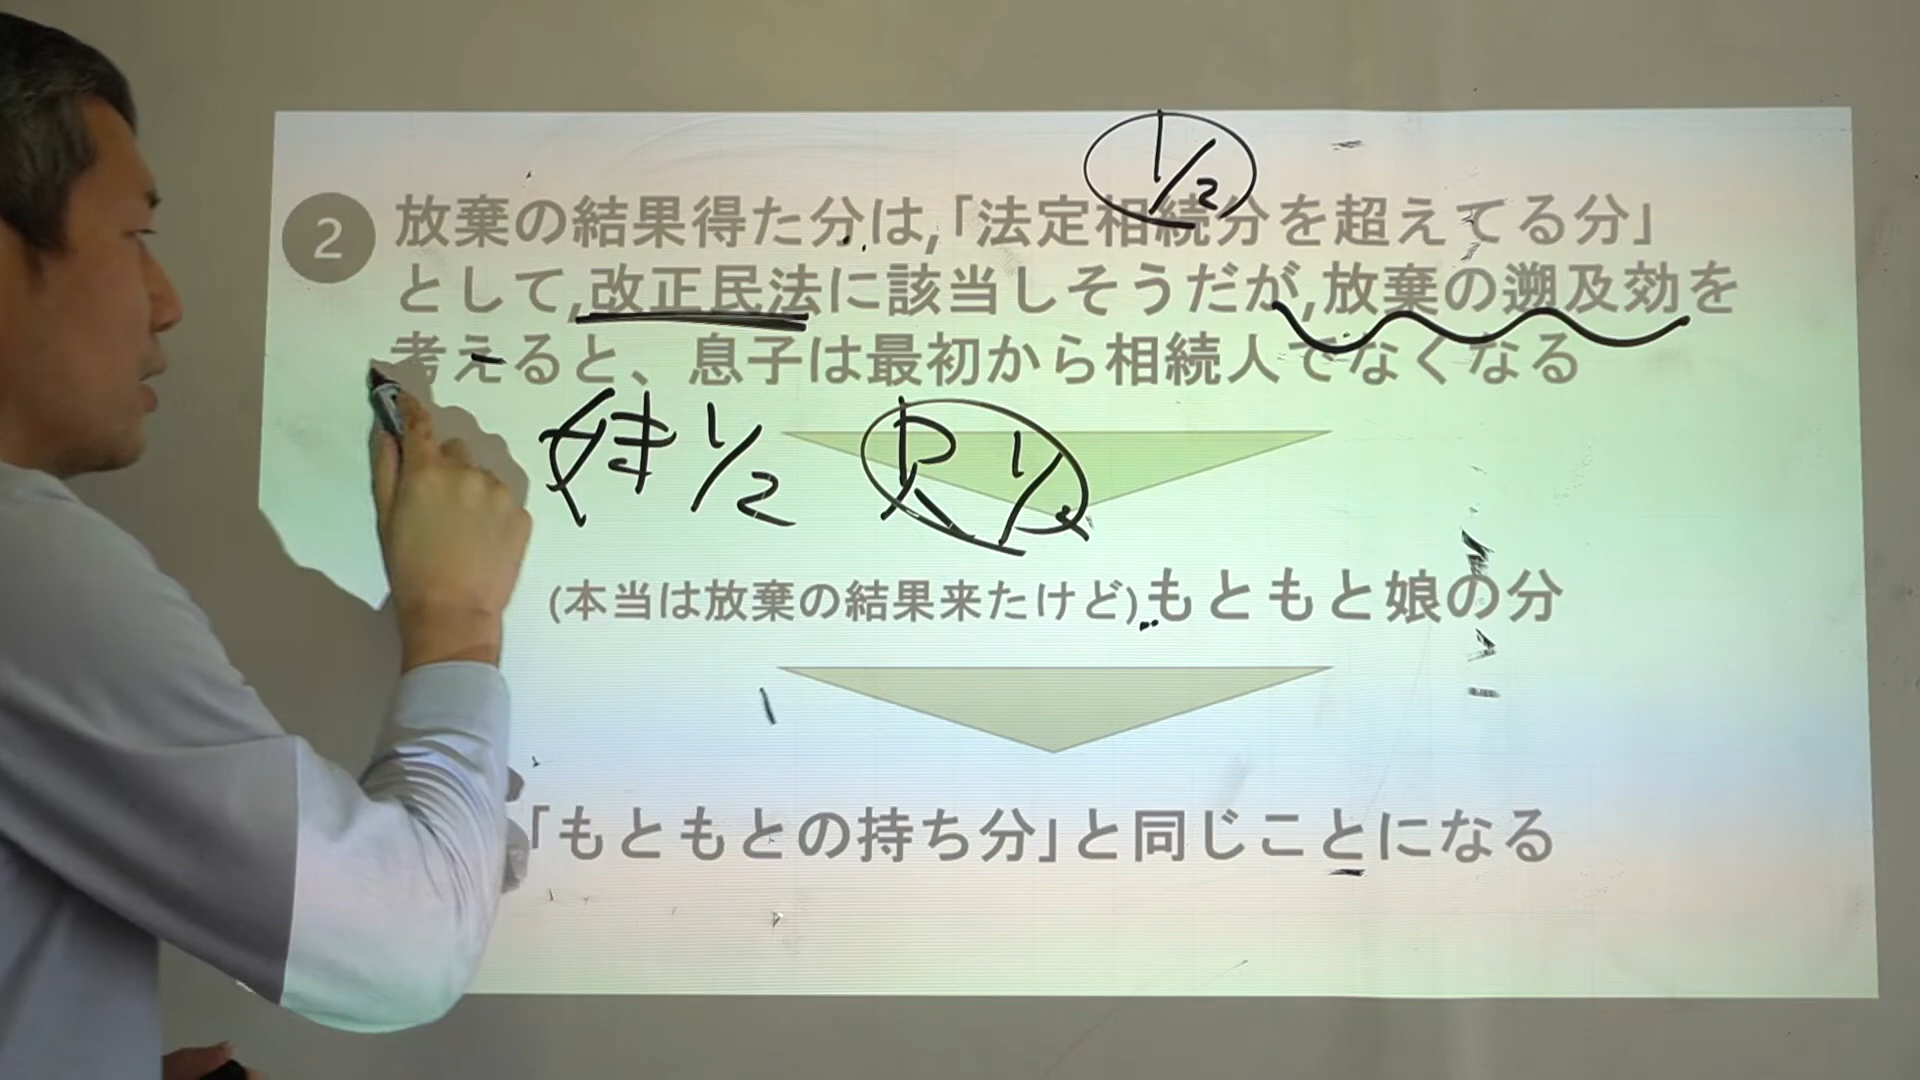 1/2
2 放棄の結果得た分は,「法定相続分を超えてる分」
として,改正民法に該当しそうだが,放棄の遡及効を
考えると、息子は最初から相続人でなくなる
1/2
(本当は放棄の結果来たけど)もともと娘の分
「もともとの持ち分」と同じことになる